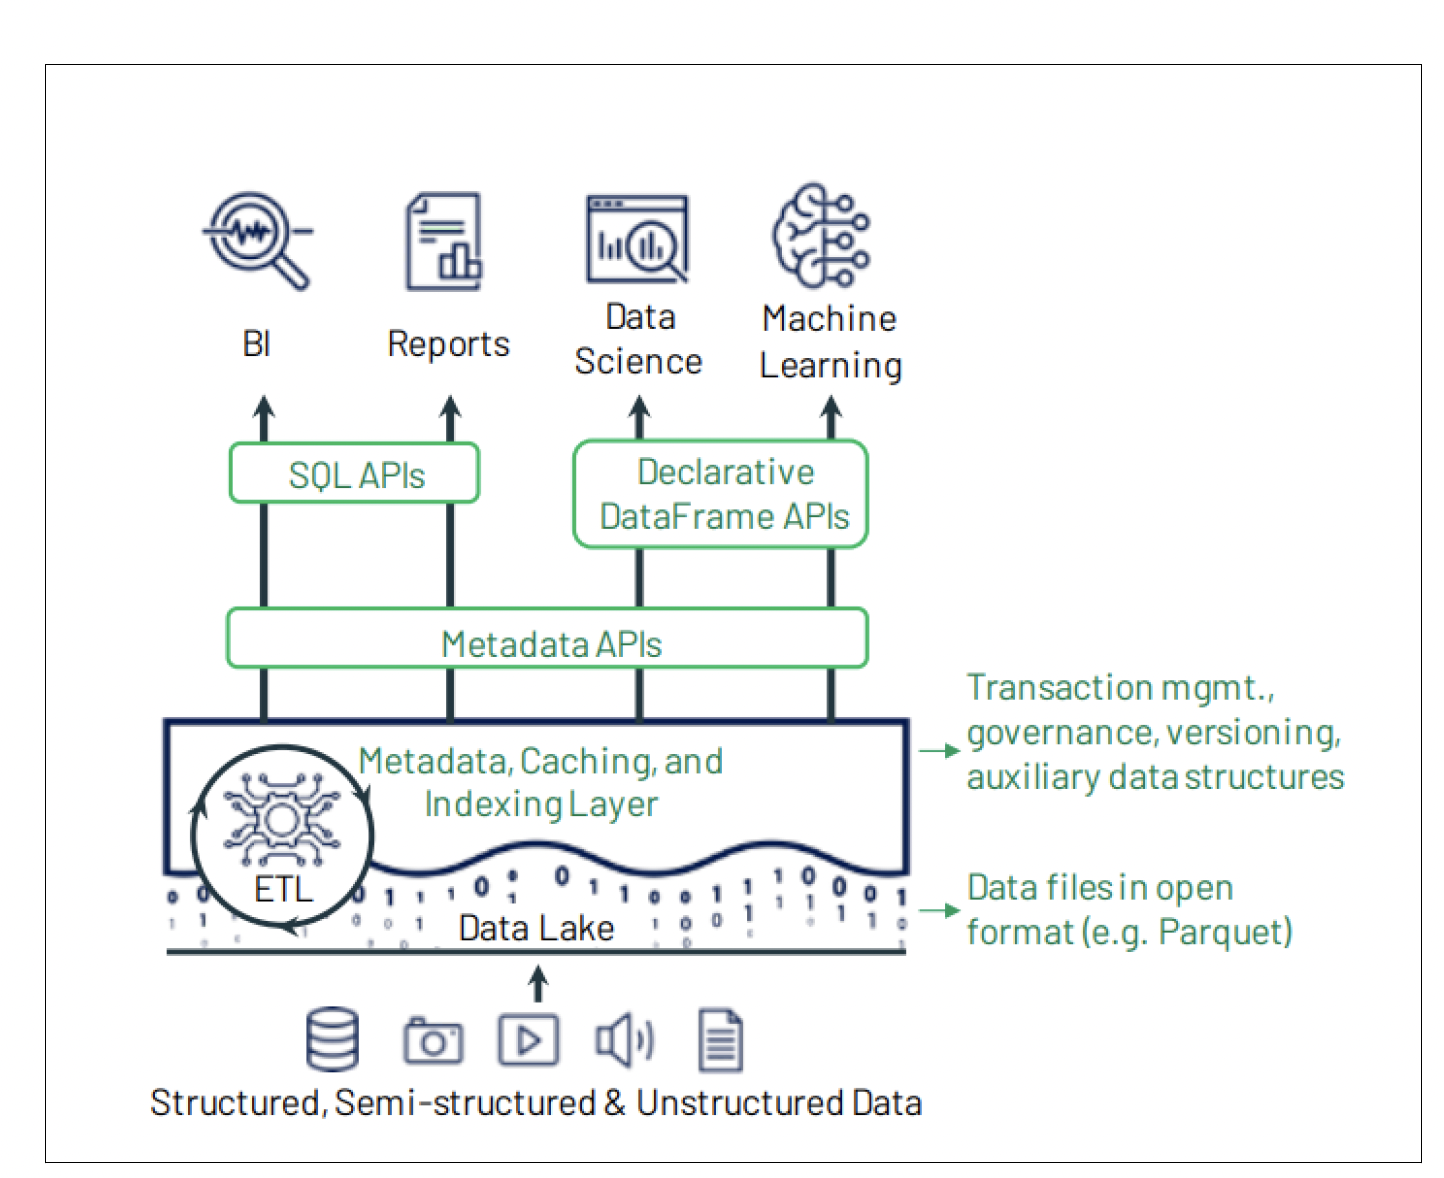 BI
Reports
Data
Science
Machine
Learning
SQL APIs
Declarative
DataFrame APIs
Metadata APIs
Metadata, Caching, and
Indexing Layer
Transaction mgmt.,
governance, versioning,
auxiliary data structures
ETL
Data Lake
Data files in open
format (e.g. Parquet)
Structured, Semi-structured & Unstructured Data